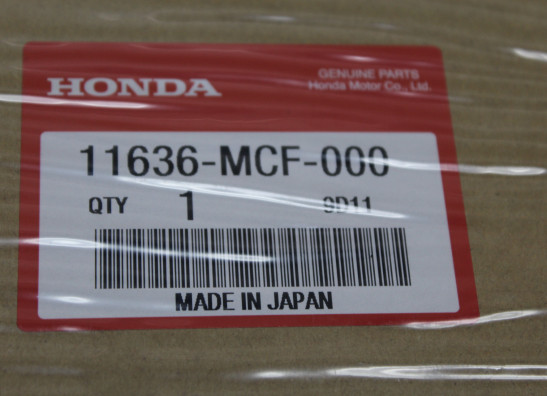 HONDA
GENUINE PARTS
Honda Motor Co., Ltd.
11636-MCF-000
QTY 1 9D11
MADE IN JAPAN